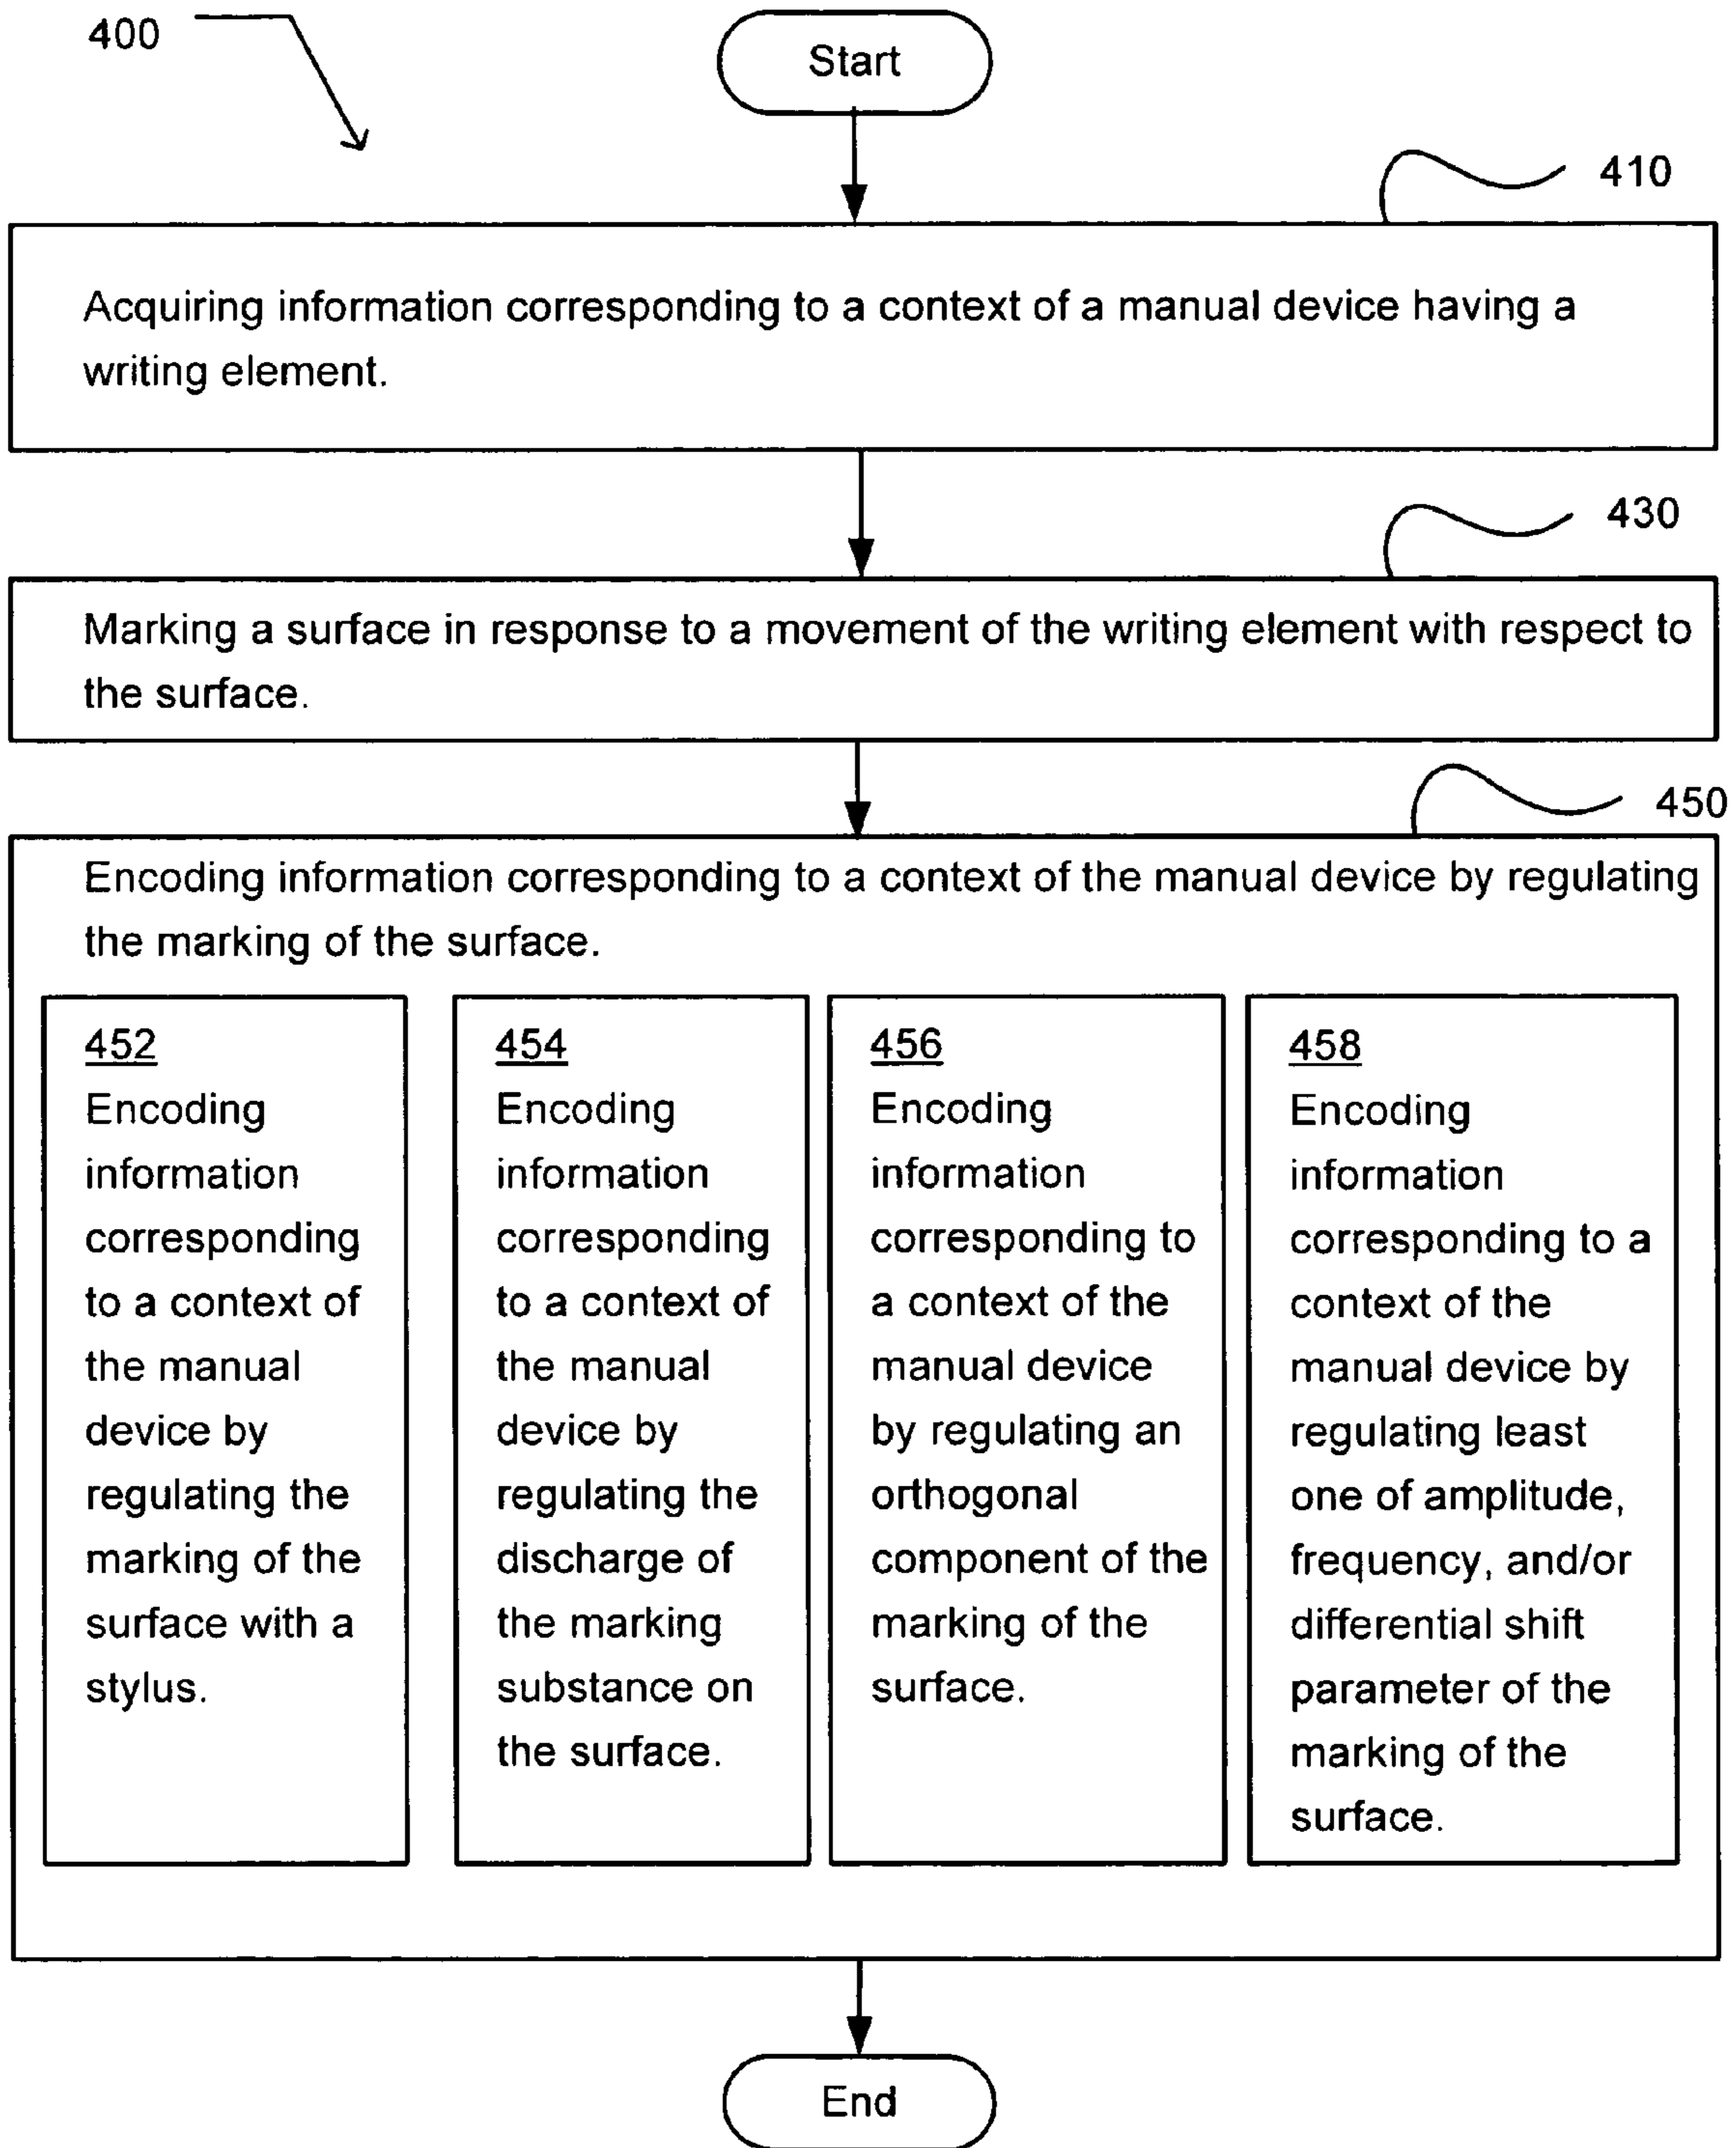 400
Start
410
Acquiring information corresponding to a context of a manual device having a
writing element.
430
Marking a surface in response to a movement of the writing element with respect to
the surface.
450
Encoding information corresponding to a context of the manual device by regulating
the marking of the surface.
452
Encoding
information
corresponding
to a context of
the manual
device by
regulating the
marking of the
surface with a
stylus.
454
Encoding
information
corresponding
to a context of
the manual
device by
regulating the
discharge of
the marking
substance on
the surface.
456
Encoding
information
corresponding to
a context of the
manual device
by regulating an
orthogonal
component of the
marking of the
surface.
458
Encoding
information
corresponding to a
context of the
manual device by
regulating least
one of amplitude,
frequency, and/or
differential shift
parameter of the
marking of the
surface.
End